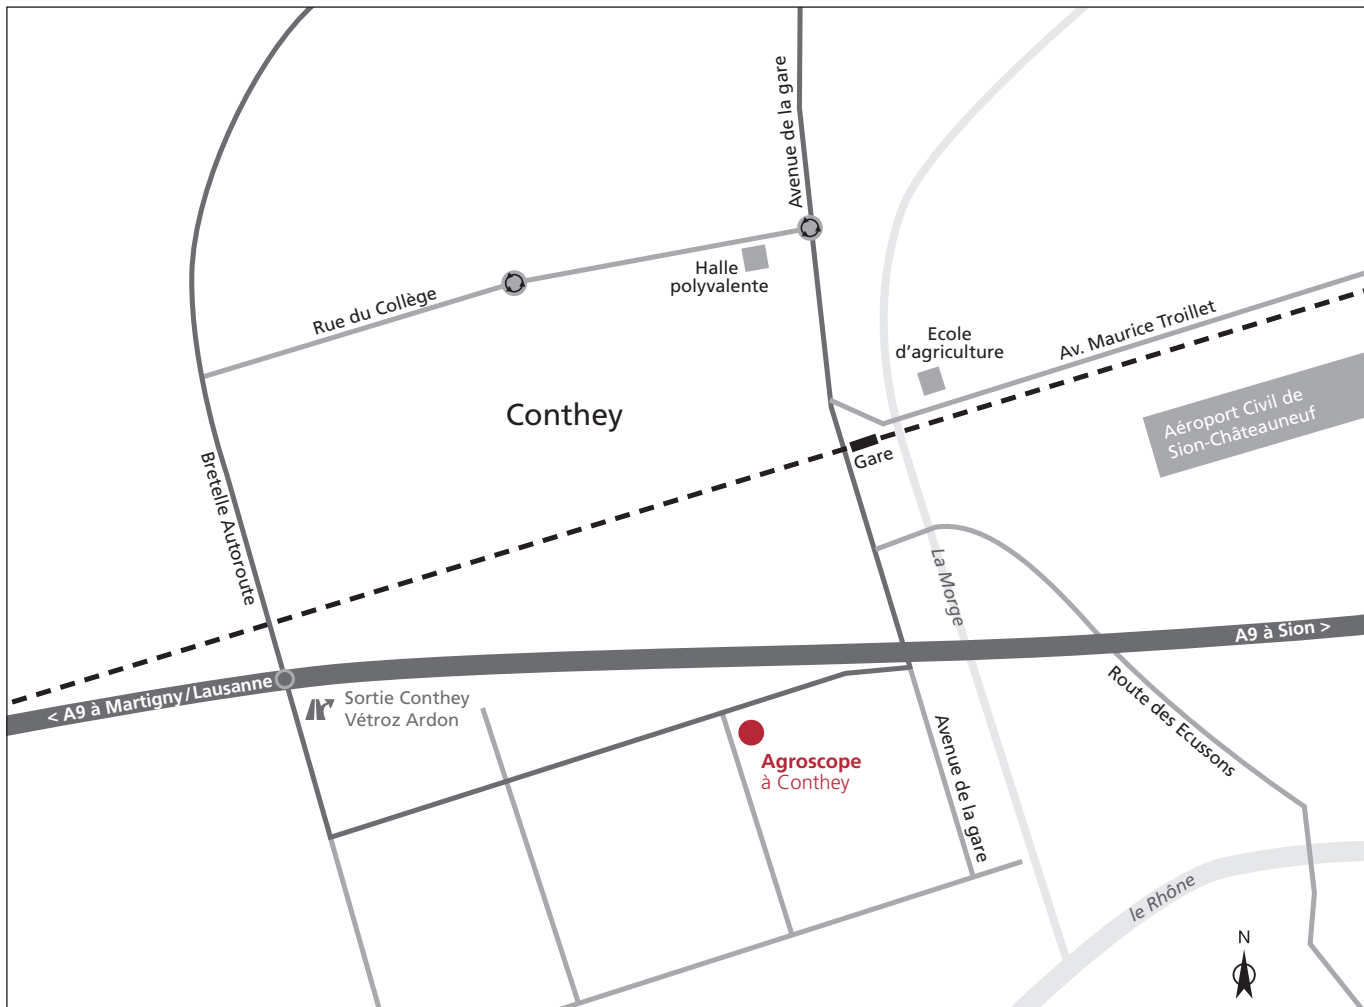 Avenue de la gare
Halle
polyvalente
Rue du Collège
Ecole
d’agriculture
Av. Maurice Troillet
Conthey
Aéroport Civil de
Sion-Châteauneuf
Gare
Bretelle Autoroute
La Morge
A9 à Sion >
< A9 à Martigny/Lausanne
Sortie Conthey
Vétroz Ardon
Route des Ecussons
Agroscope
à Conthey
Avenue de la gare
le Rhône
N